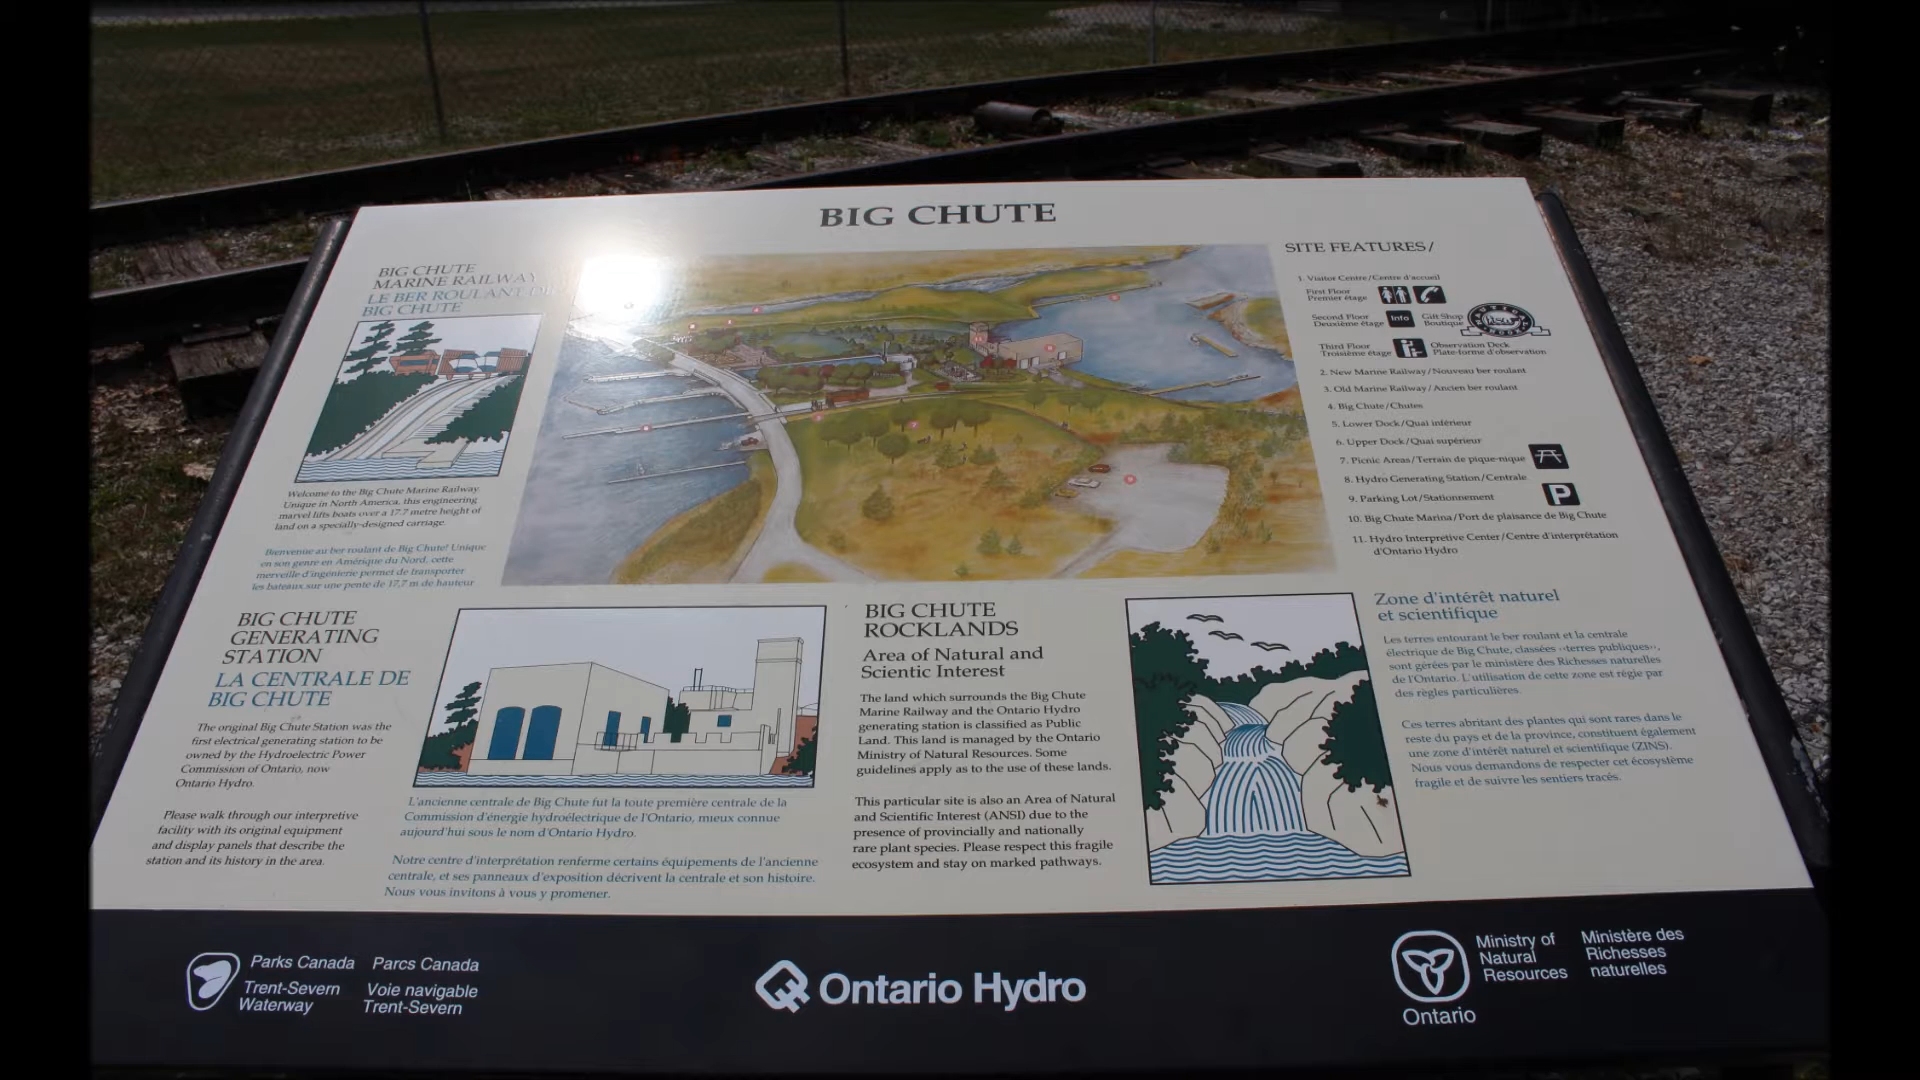 BIG CHUTE
BIG CHUTE
MARINE RAILWAY
LE BER ROULANT DE
BIG CHUTE
Welcome to the Big Chute Marine Railway.
Unique in North America, this engineering
marvel lifts boats over a 17.7 metre height of
land on a specially-designed carriage.
Bienvenue au ber roulant de Big Chute! Unique
en son genre en Amérique du Nord, cette
merveille d'ingénierie permet de transporter
les bateaux sur une pente de 17,7 m de hauteur
SITE FEATURES/
1. Visitor Centre/Centre d'accueil
First Floor
Premier étage
Second Floor
Deuxième étage
Info
Gift Shop
Boutique
Third Floor
Troisième étage
Observation Deck
Plate-forme d'observation
2. New Marine Railway/Nouveau ber roulant
3. Old Marine Railway/Ancien ber roulant
4. Big Chute/Chutes
5. Lower Dock/Quai inférieur
6. Upper Dock/Quai supérieur
7. Picnic Areas/Terrain de pique-nique
8. Hydro Generating Station/Centrale
9. Parking Lot/Stationnement
P
10. Big Chute Marina/Port de plaisance de Big Chute
11. Hydro Interpretive Center/Centre d'interprétation
d'Ontario Hydro
BIG CHUTE
GENERATING
STATION
LA CENTRALE DE
BIG CHUTE
The original Big Chute Station was the
first electrical generating station to be
owned by the Hydroelectric Power
Commission of Ontario, now
Ontario Hydro.
Please walk through our interpretive
facility with its original equipment
and display panels that describe the
station and its history in the area.
L'ancienne centrale de Big Chute fut la toute première centrale de la
Commission d'énergie hydroélectrique de l'Ontario, mieux connue
aujourd'hui sous le nom d'Ontario Hydro.
Notre centre d'interprétation renferme certains équipements de l'ancienne
centrale, et ses panneaux d'exposition décrivent la centrale et son histoire.
Nous vous invitons à vous y promener.
BIG CHUTE
ROCKLANDS
Area of Natural and
Scientic Interest
The land which surrounds the Big Chute
Marine Railway and the Ontario Hydro
generating station is classified as Public
Land. This land is managed by the Ontario
Ministry of Natural Resources. Some
guidelines apply as to the use of these lands.
This particular site is also an Area of Natural
and Scientific Interest (ANSI) due to the
presence of provincially and nationally
rare plant species. Please respect this fragile
ecosystem and stay on marked pathways.
Zone d'intérêt naturel
et scientifique
Les terres entourant le ber roulant et la centrale
électrique de Big Chute, classées «terres publiques»,
sont gérées par le ministère des Richesses naturelles
de l'Ontario. L'utilisation de cette zone est régie par
des règles particulières.
Ces terres abritant des plantes qui sont rares dans le
reste du pays et de la province, constituent également
une zone d'intérêt naturel et scientifique (ZINS).
Nous vous demandons de respecter cet écosystème
fragile et de suivre les sentiers tracés.
Parks Canada Parcs Canada
Trent-Severn Voie navigable
Waterway Trent-Severn
Ontario Hydro
Ontario
Ministry of
Natural
Resources
Ministère des
Richesses
naturelles